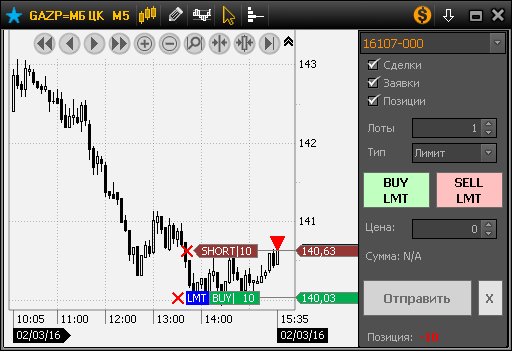 GAZP=МБ ЦК M5
16107-000
Сделки
Заявки
Позиции
Лоты 1
Тип Лимит
BUY LMT
SELL LMT
Цена: 0
Сумма: N/A
Отправить X
Позиция:
143
142
141
SHORT|10 140,63
LMT BUY| 10 140,03
10:05 11:00 12:00 13:00 14:00 15:35
02/03/16 02/03/16